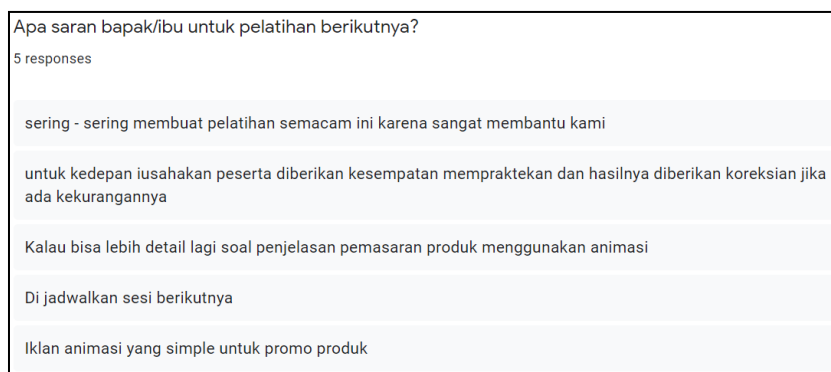 Apa saran bapak/ibu untuk pelatihan berikutnya?
5 responses
sering - sering membuat pelatihan semacam ini karena sangat membantu kami
untuk kedepan iusahakan peserta diberikan kesempatan mempraktekan dan hasilnya diberikan koreksian jika
ada kekurangannya
Kalau bisa lebih detail lagi soal penjelasan pemasaran produk menggunakan animasi
Di jadwalkan sesi berikutnya
Iklan animasi yang simple untuk promo produk